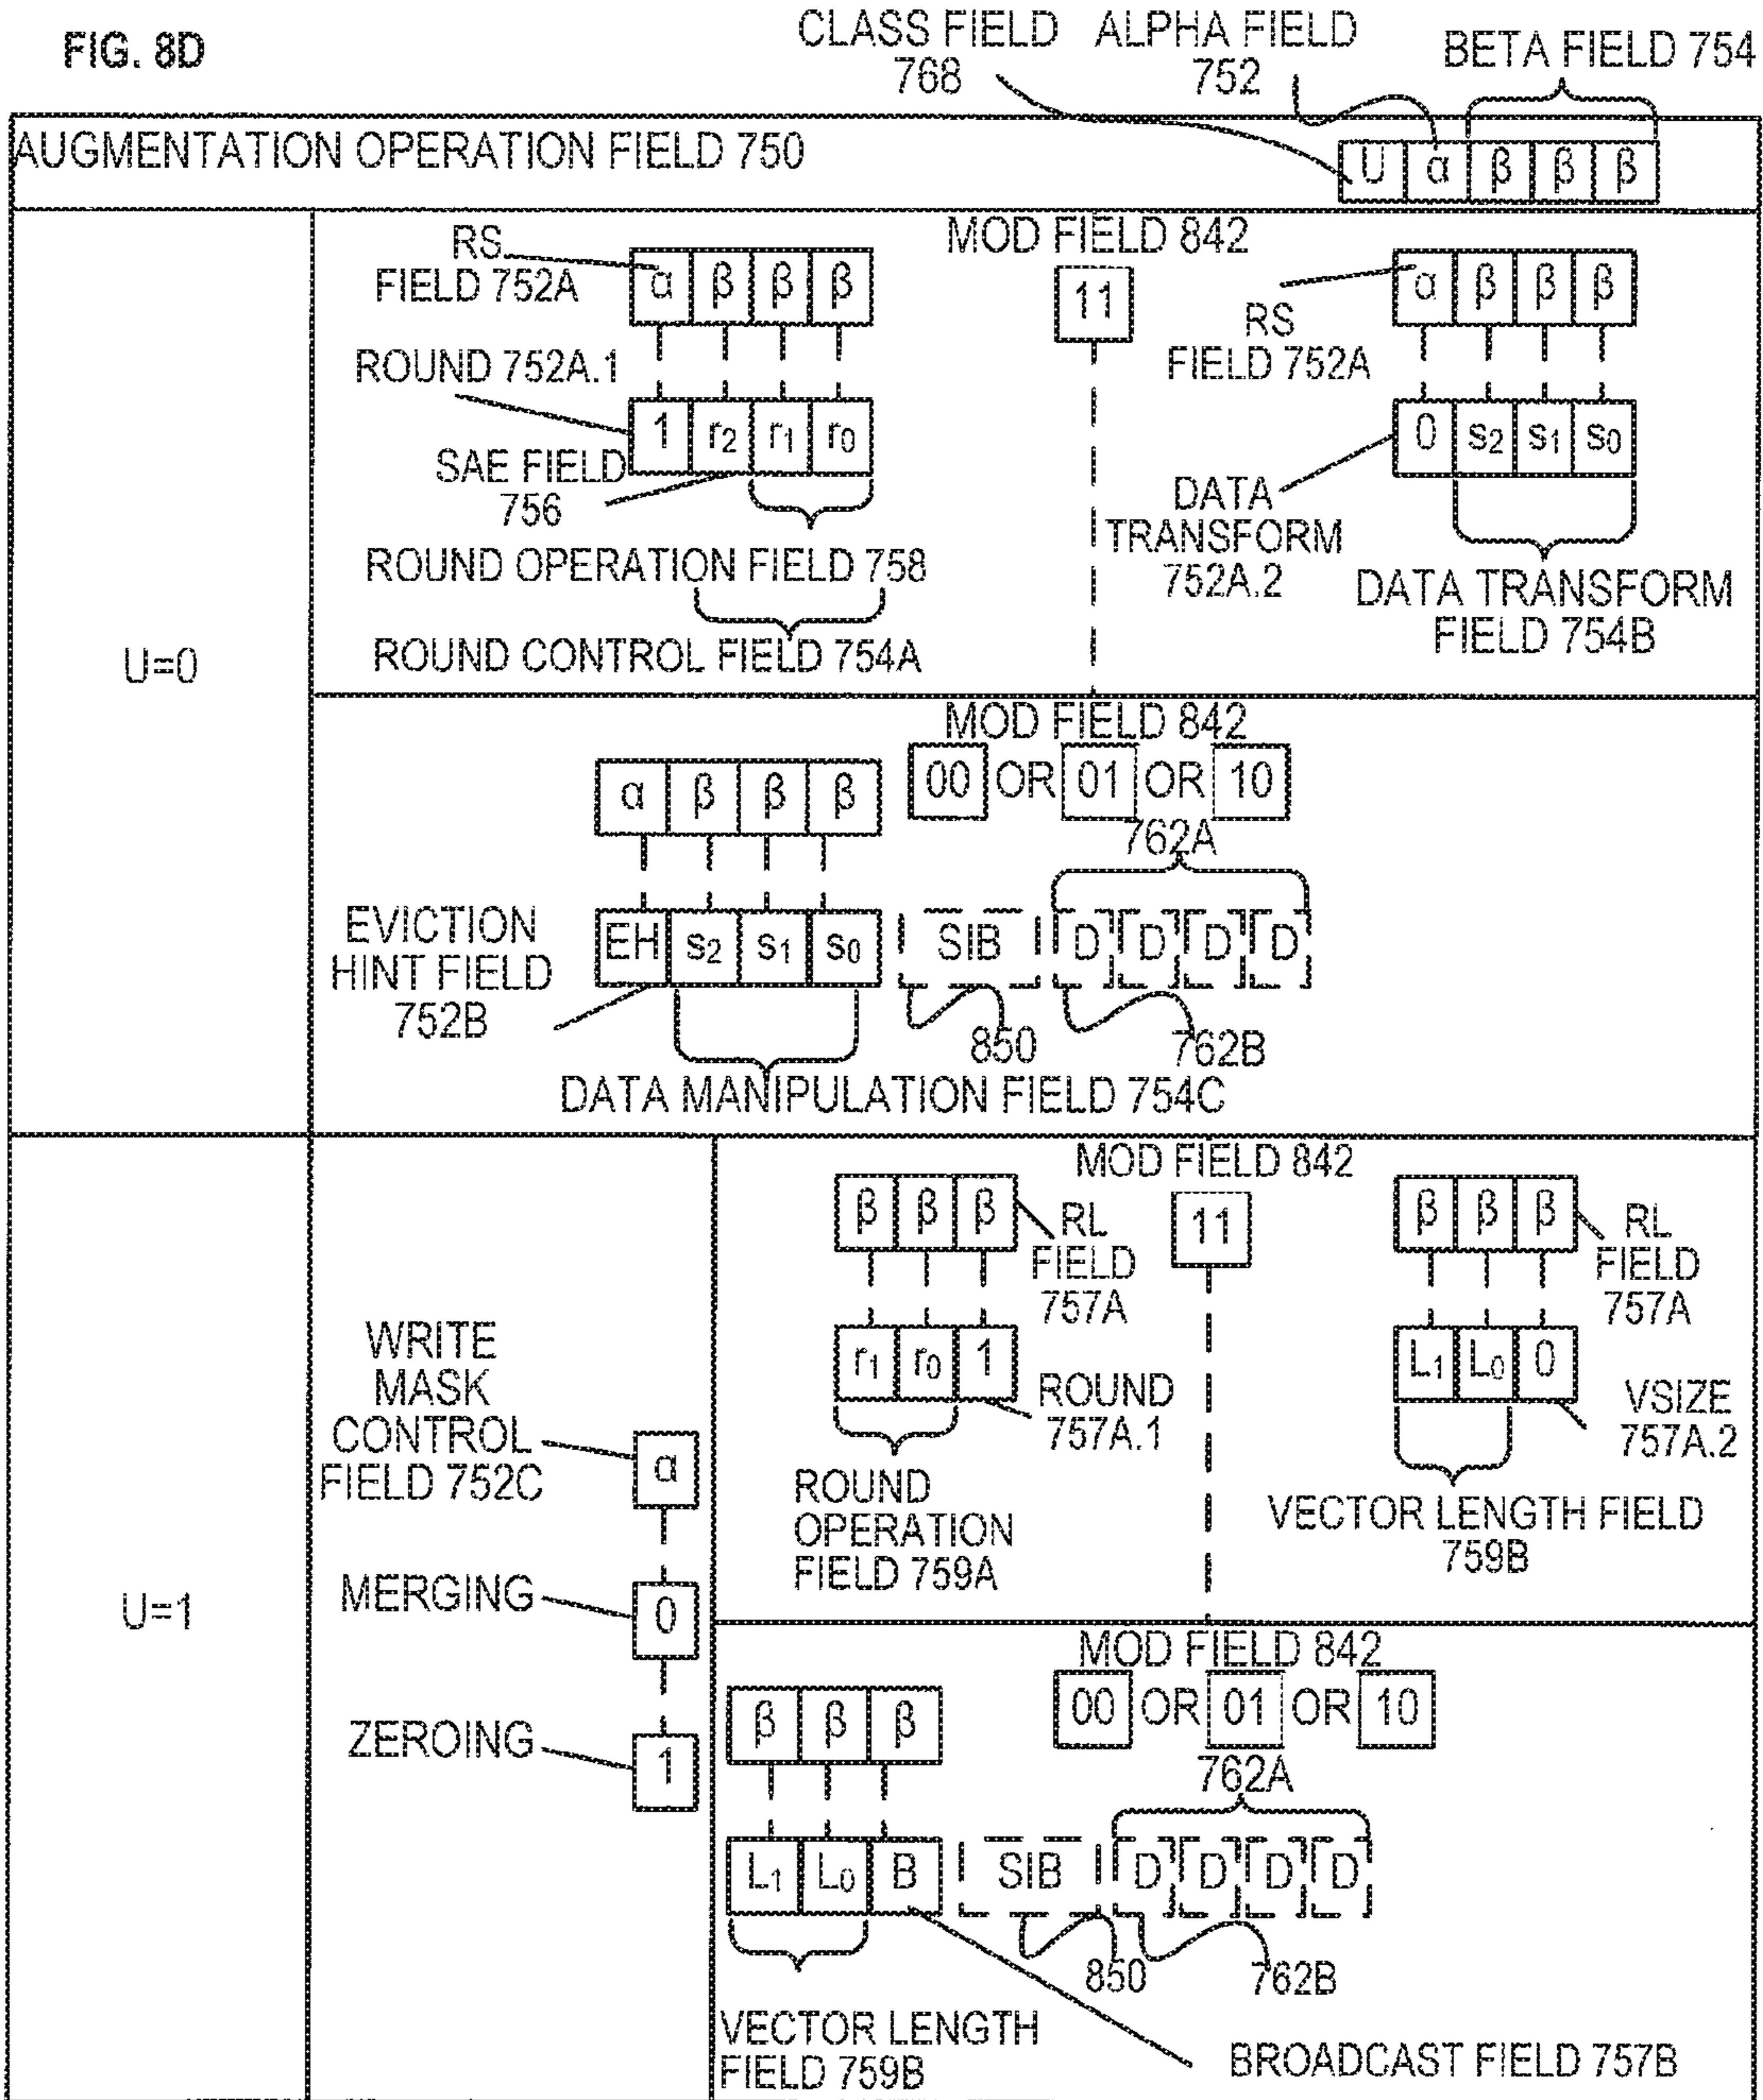 FIG. 8D
CLASS FIELD 768
ALPHA FIELD 752
BETA FIELD 754
AUGMENTATION OPERATION FIELD 750
U α β β β
U=0
MOD FIELD 842
11
RS FIELD 752A
α β β β
ROUND 752A.1
1 r2 r1 r0
SAE FIELD 756
ROUND OPERATION FIELD 758
ROUND CONTROL FIELD 754A
α β β β
RS FIELD 752A
0 s2 s1 s0
DATA TRANSFORM 752A.2
DATA TRANSFORM FIELD 754B
MOD FIELD 842
00 OR 01 OR 10
α β β β
762A
EVICTION HINT FIELD 752B
EH s2 s1 s0 SIB D D D D
850
762B
DATA MANIPULATION FIELD 754C
U=1
WRITE MASK CONTROL FIELD 752C
α
MERGING
0
ZEROING
1
MOD FIELD 842
11
β β β
RL FIELD 757A
r1 r0 1
ROUND 757A.1
ROUND OPERATION FIELD 759A
β β β
RL FIELD 757A
L1 L0 0
VSIZE 757A.2
VECTOR LENGTH FIELD 759B
MOD FIELD 842
00 OR 01 OR 10
β β β
762A
L1 L0 B SIB D D D D
850
762B
VECTOR LENGTH FIELD 759B
BROADCAST FIELD 757B